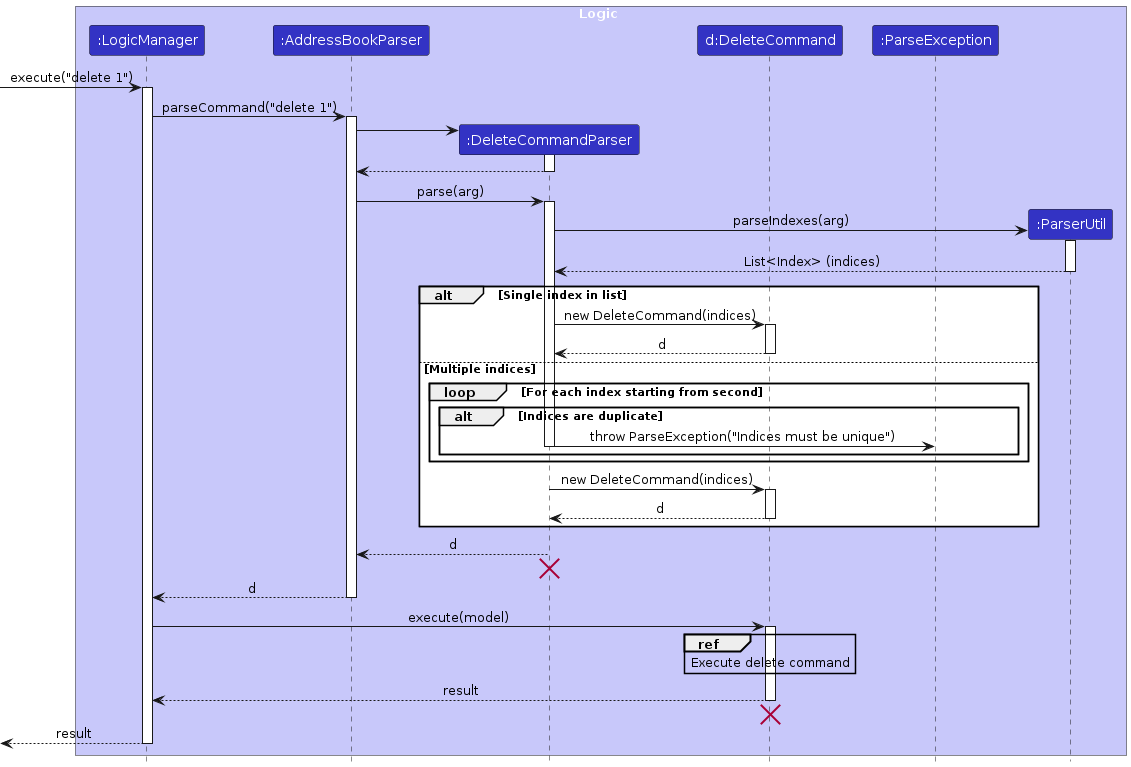 Logic
:LogicManager
:AddressBookParser
d:DeleteCommand
:ParseException
execute("delete 1")
parseCommand("delete 1")
:DeleteCommandParser
parse(arg)
parseIndexes(arg)
:ParserUtil
List<Index> (indices)
alt [Single index in list]
new DeleteCommand(indices)
d
[Multiple indices]
loop [For each index starting from second]
alt [Indices are duplicate]
throw ParseException("Indices must be unique")
new DeleteCommand(indices)
d
d
d
execute(model)
ref
Execute delete command
result
result